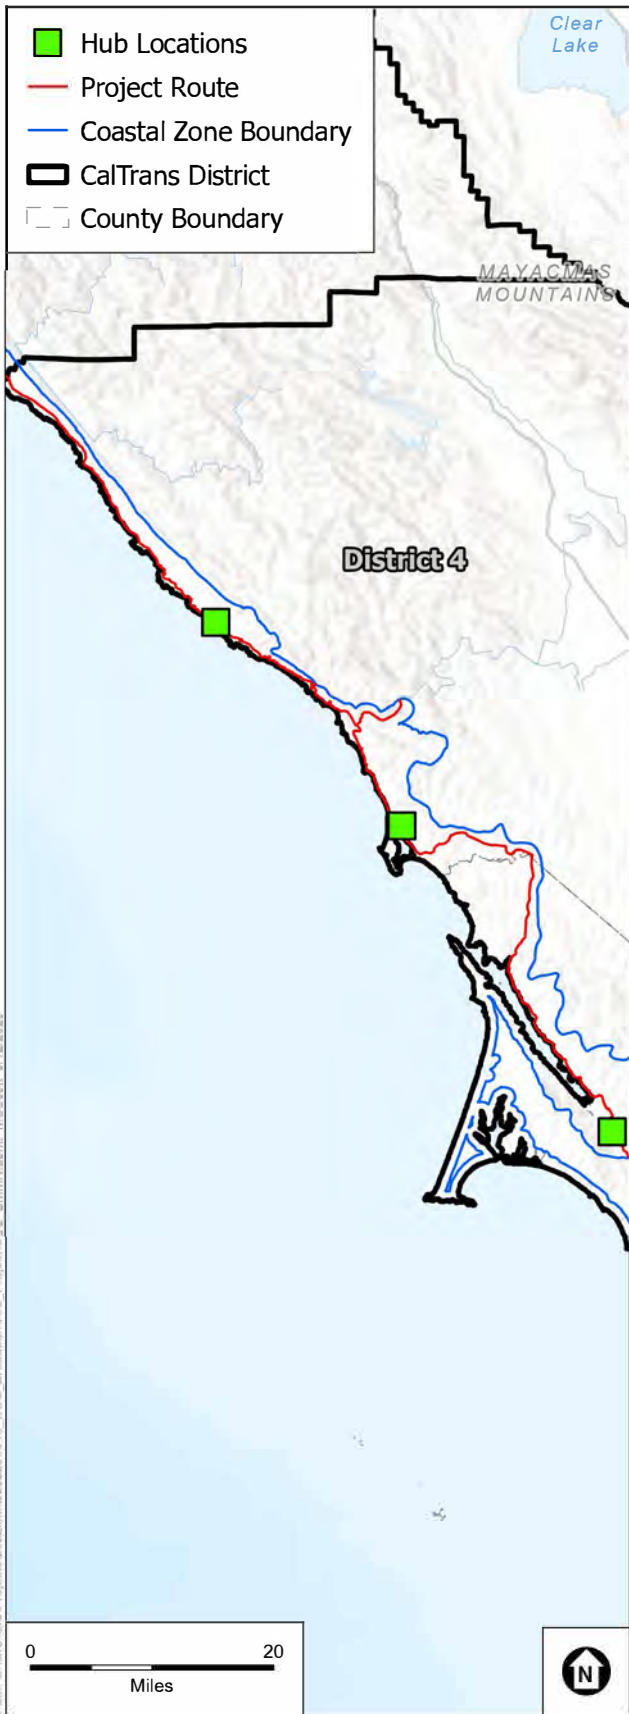 Clear
Lake
Hub Locations
Project Route
Coastal Zone Boundary
CalTrans District
County Boundary
MAYACMAS
MOUNTAINS
District 4
0 20
Miles
N